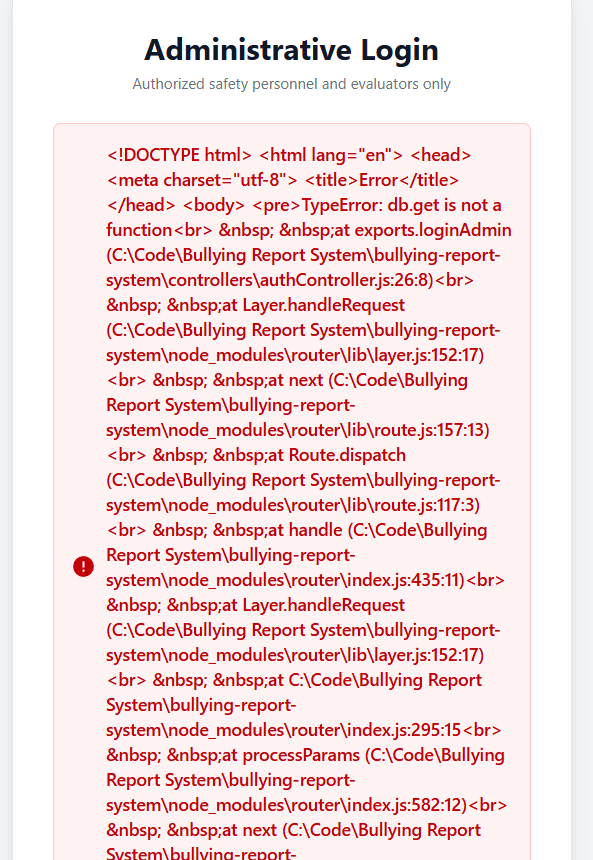 Administrative Login
Authorized safety personnel and evaluators only
<!DOCTYPE html> <html lang="en"> <head>
<meta charset="utf-8"> <title>Error</title>
</head> <body> <pre>TypeError: db.get is not a
function<br> &nbsp; &nbsp;at exports.loginAdmin
(C:\Code\Bullying Report System\bullying-report-
system\controllers\authController.js:26:8)<br>
&nbsp; &nbsp;at Layer.handleRequest
(C:\Code\Bullying Report System\bullying-report-
system\node_modules\router\lib\layer.js:152:17)
<br> &nbsp; &nbsp;at next (C:\Code\Bullying
Report System\bullying-report-
system\node_modules\router\lib\route.js:157:13)
<br> &nbsp; &nbsp;at Route.dispatch
(C:\Code\Bullying Report System\bullying-report-
system\node_modules\router\lib\route.js:117:3)
<br> &nbsp; &nbsp;at handle (C:\Code\Bullying
Report System\bullying-report-
system\node_modules\router\index.js:435:11)<br>
&nbsp; &nbsp;at Layer.handleRequest
(C:\Code\Bullying Report System\bullying-report-
system\node_modules\router\lib\layer.js:152:17)
<br> &nbsp; &nbsp;at C:\Code\Bullying Report
System\bullying-report-
system\node_modules\router\index.js:295:15<br>
&nbsp; &nbsp;at processParams (C:\Code\Bullying
Report System\bullying-report-
system\node_modules\router\index.js:582:12)<br>
&nbsp; &nbsp;at next (C:\Code\Bullying Report
System\bullying-report-